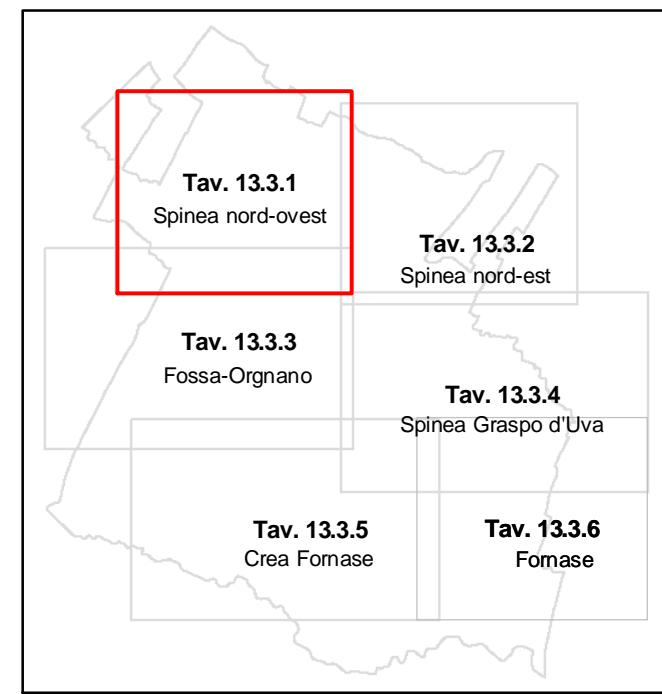 Tav. 13.3.1
Spinea nord-ovest
Tav. 13.3.2
Spinea nord-est
Tav. 13.3.3
Fossa-Orgnano
Tav. 13.3.4
Spinea Graspo d'Uva
Tav. 13.3.5
Crea Fornase
Tav. 13.3.6
Fornase